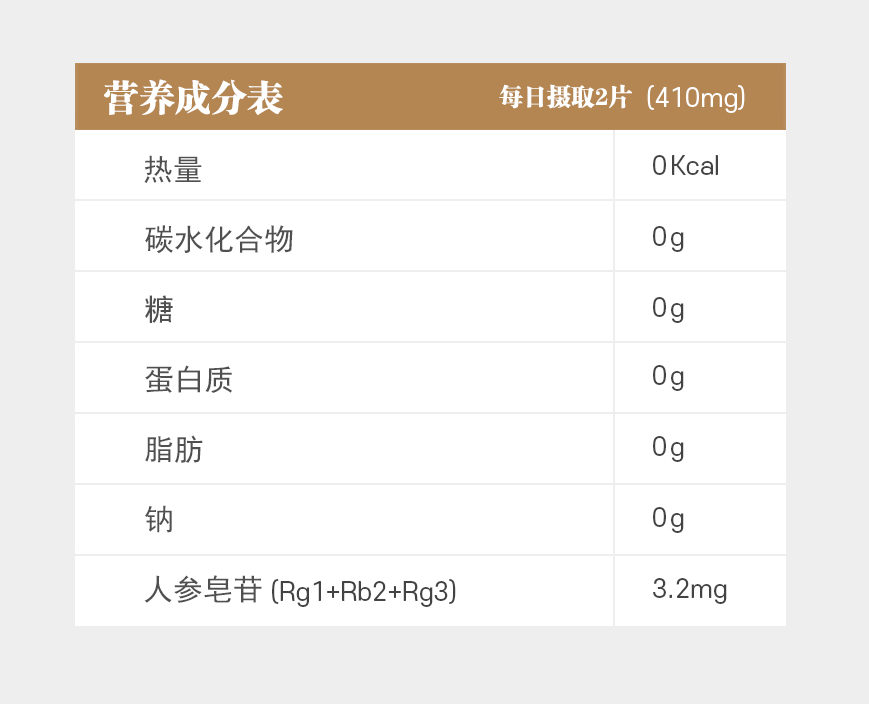 营养成分表 每日摄取2片 (410mg)
热量 0Kcal
碳水化合物 0g
糖 0g
蛋白质 0g
脂肪 0g
钠 0g
人参皂苷 (Rg1+Rb2+Rg3) 3.2mg